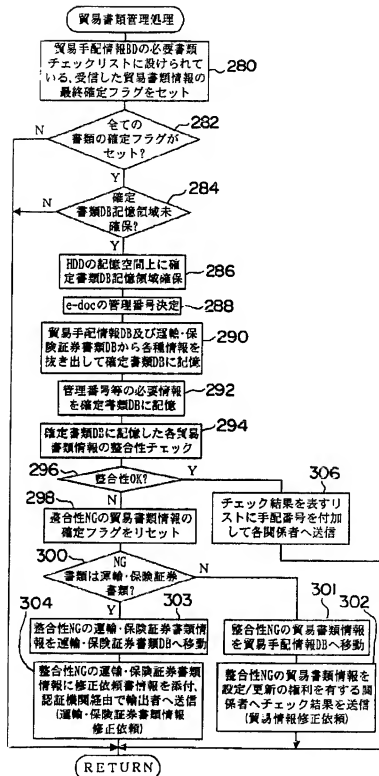 貿易書類管理処理
貿易手配情報BDの必要書類
チェックリストに設けられて
いる、受信した貿易書類情報の
最終確定フラグをセット
280
282
N
全ての
書類の確定フラグが
セット?
Y
284
N
確定
書類DB記憶領域未
確保?
Y
HDDの記憶空間上に確
定書類DB記憶領域確保
286
e-docの管理番号決定
288
貿易手配情報DB及び運輸・保
険証券書類DBから各種情報を
抜き出して確定書類DBに記憶
290
管理番号等の必要情報
を確定書類DBに記憶
292
確定書類DBに記憶した各貿易
書類情報の整合性チェック
294
296
整合性OK?
Y
N
306
チェック結果を表すリ
ストに手配番号を付加
して各関係者へ送信
298
整合性NGの貿易書類情報の
確定フラグをリセット
300
NG
書類は運輸・保険証券
書類?
N
Y
303
整合性NGの運輸・保険証券書類情
報を運輸・保険証券書類DBへ移動
304
整合性NGの運輸・保険証券書類
情報に修正依頼書情報を添付、
認証機関経由で輸出者へ送信
(運輸・保険証券書類情報
修正依頼)
301
整合性NGの貿易書類情報
を貿易手配情報DBへ移動
302
整合性NGの貿易書類情報を
設定/更新の権利を有する関
係者へチェック結果を送信
(貿易情報修正依頼)
RETURN